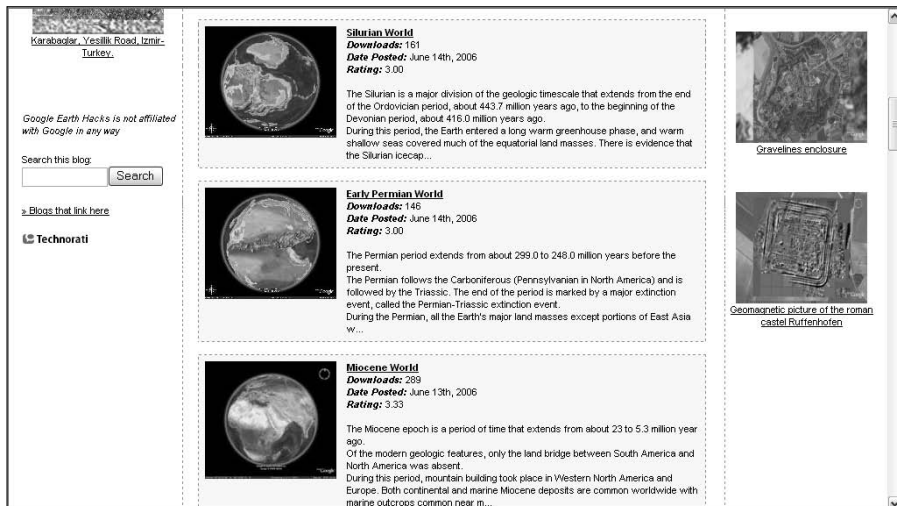 Karabaglar, Yesillik Road, Izmir-
Turkey.
Google Earth Hacks is not affiliated
with Google in any way
Search this blog:
Search
» Blogs that link here
Technorati
Silurian World
Downloads: 161
Date Posted: June 14th, 2006
Rating: 3.00
The Silurian is a major division of the geologic timescale that extends from the end
of the Ordovician period, about 443.7 million years ago, to the beginning of the
Devonian period, about 416.0 million years ago.
During this period, the Earth entered a long warm greenhouse phase, and warm
shallow seas covered much of the equatorial land masses. There is evidence that
the Silurian icecap...
Early Permian World
Downloads: 146
Date Posted: June 14th, 2006
Rating: 3.00
The Permian period extends from about 299.0 to 248.0 million years before the
present.
The Permian follows the Carboniferous (Pennsylvanian in North America) and is
followed by the Triassic. The end of the period is marked by a major extinction
event, called the Permian-Triassic extinction event.
During the Permian, all the Earth's major land masses except portions of East Asia
w...
Miocene World
Downloads: 289
Date Posted: June 13th, 2006
Rating: 3.33
The Miocene epoch is a period of time that extends from about 23 to 5.3 million year
ago.
Of the modern geologic features, only the land bridge between South America and
North America was absent.
During this period, mountain building took place in Western North America and
Europe. Both continental and marine Miocene deposits are common worldwide with
marine outcrops common near m...
Gravelines enclosure
Geomagnetic picture of the roman
castel Ruffenhofen